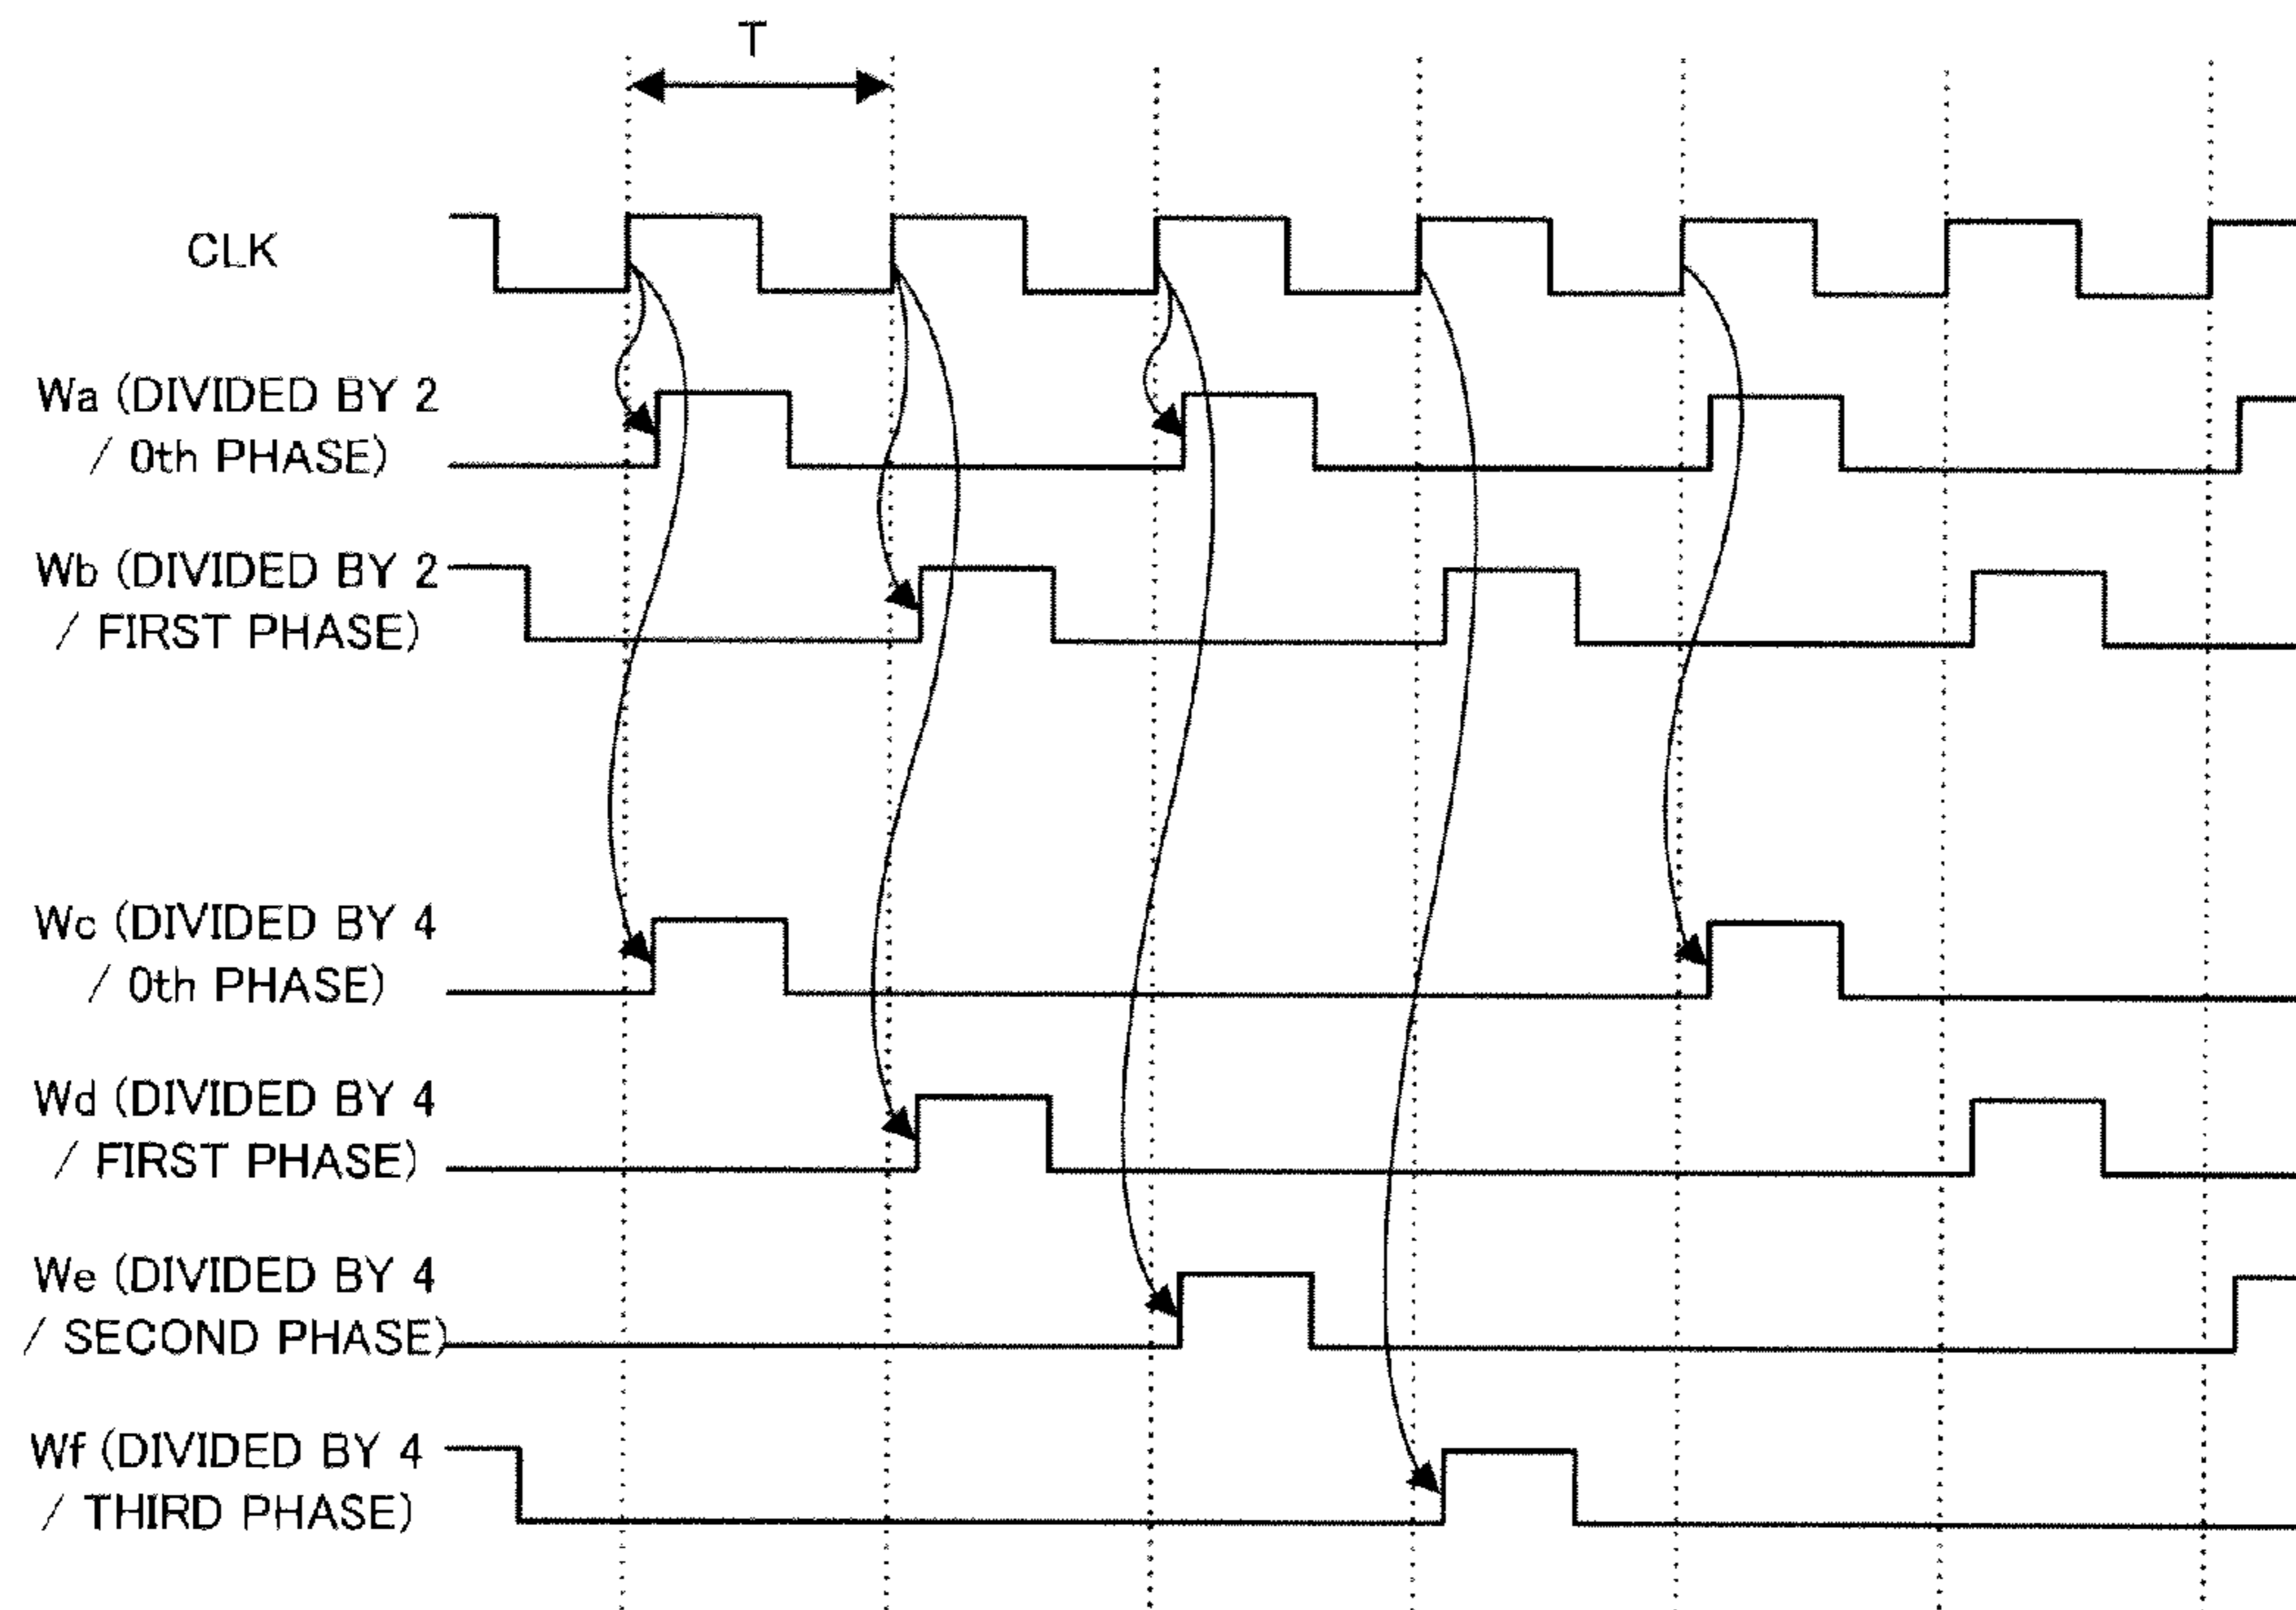 T
CLK
Wa (DIVIDED BY 2
/ 0th PHASE)
Wb (DIVIDED BY 2
/ FIRST PHASE)
Wc (DIVIDED BY 4
/ 0th PHASE)
Wd (DIVIDED BY 4
/ FIRST PHASE)
We (DIVIDED BY 4
/ SECOND PHASE)
Wf (DIVIDED BY 4
/ THIRD PHASE)